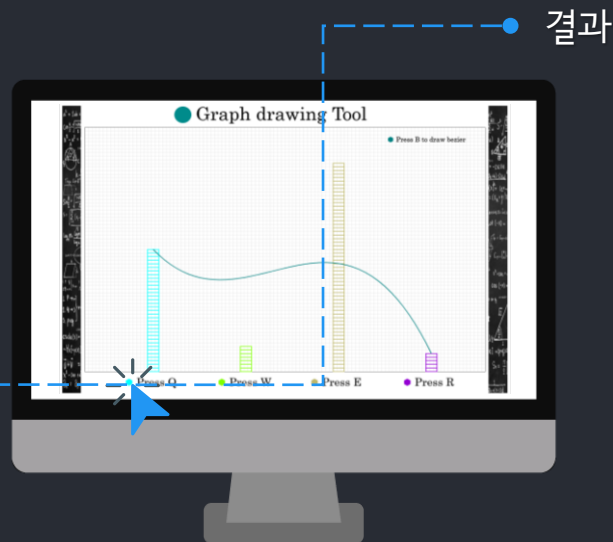 결과
Graph drawing Tool
Press B to draw bezier
Press Q
Press W
Press E
Press R